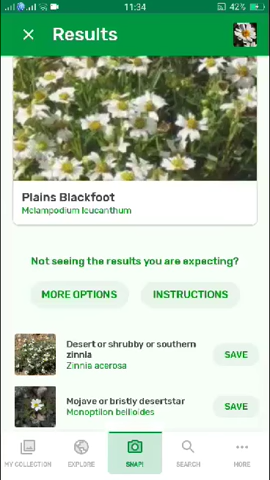 11:34
42%
Results
Plains Blackfoot
Melampodium leucanthum
Not seeing the results you are expecting?
MORE OPTIONS
INSTRUCTIONS
Desert or shrubby or southern
zinnia
Zinnia acerosa
SAVE
Mojave or bristly desertstar
Monoptilon bellioides
SAVE
MY COLLECTION
EXPLORE
SNAP!
SEARCH
MORE